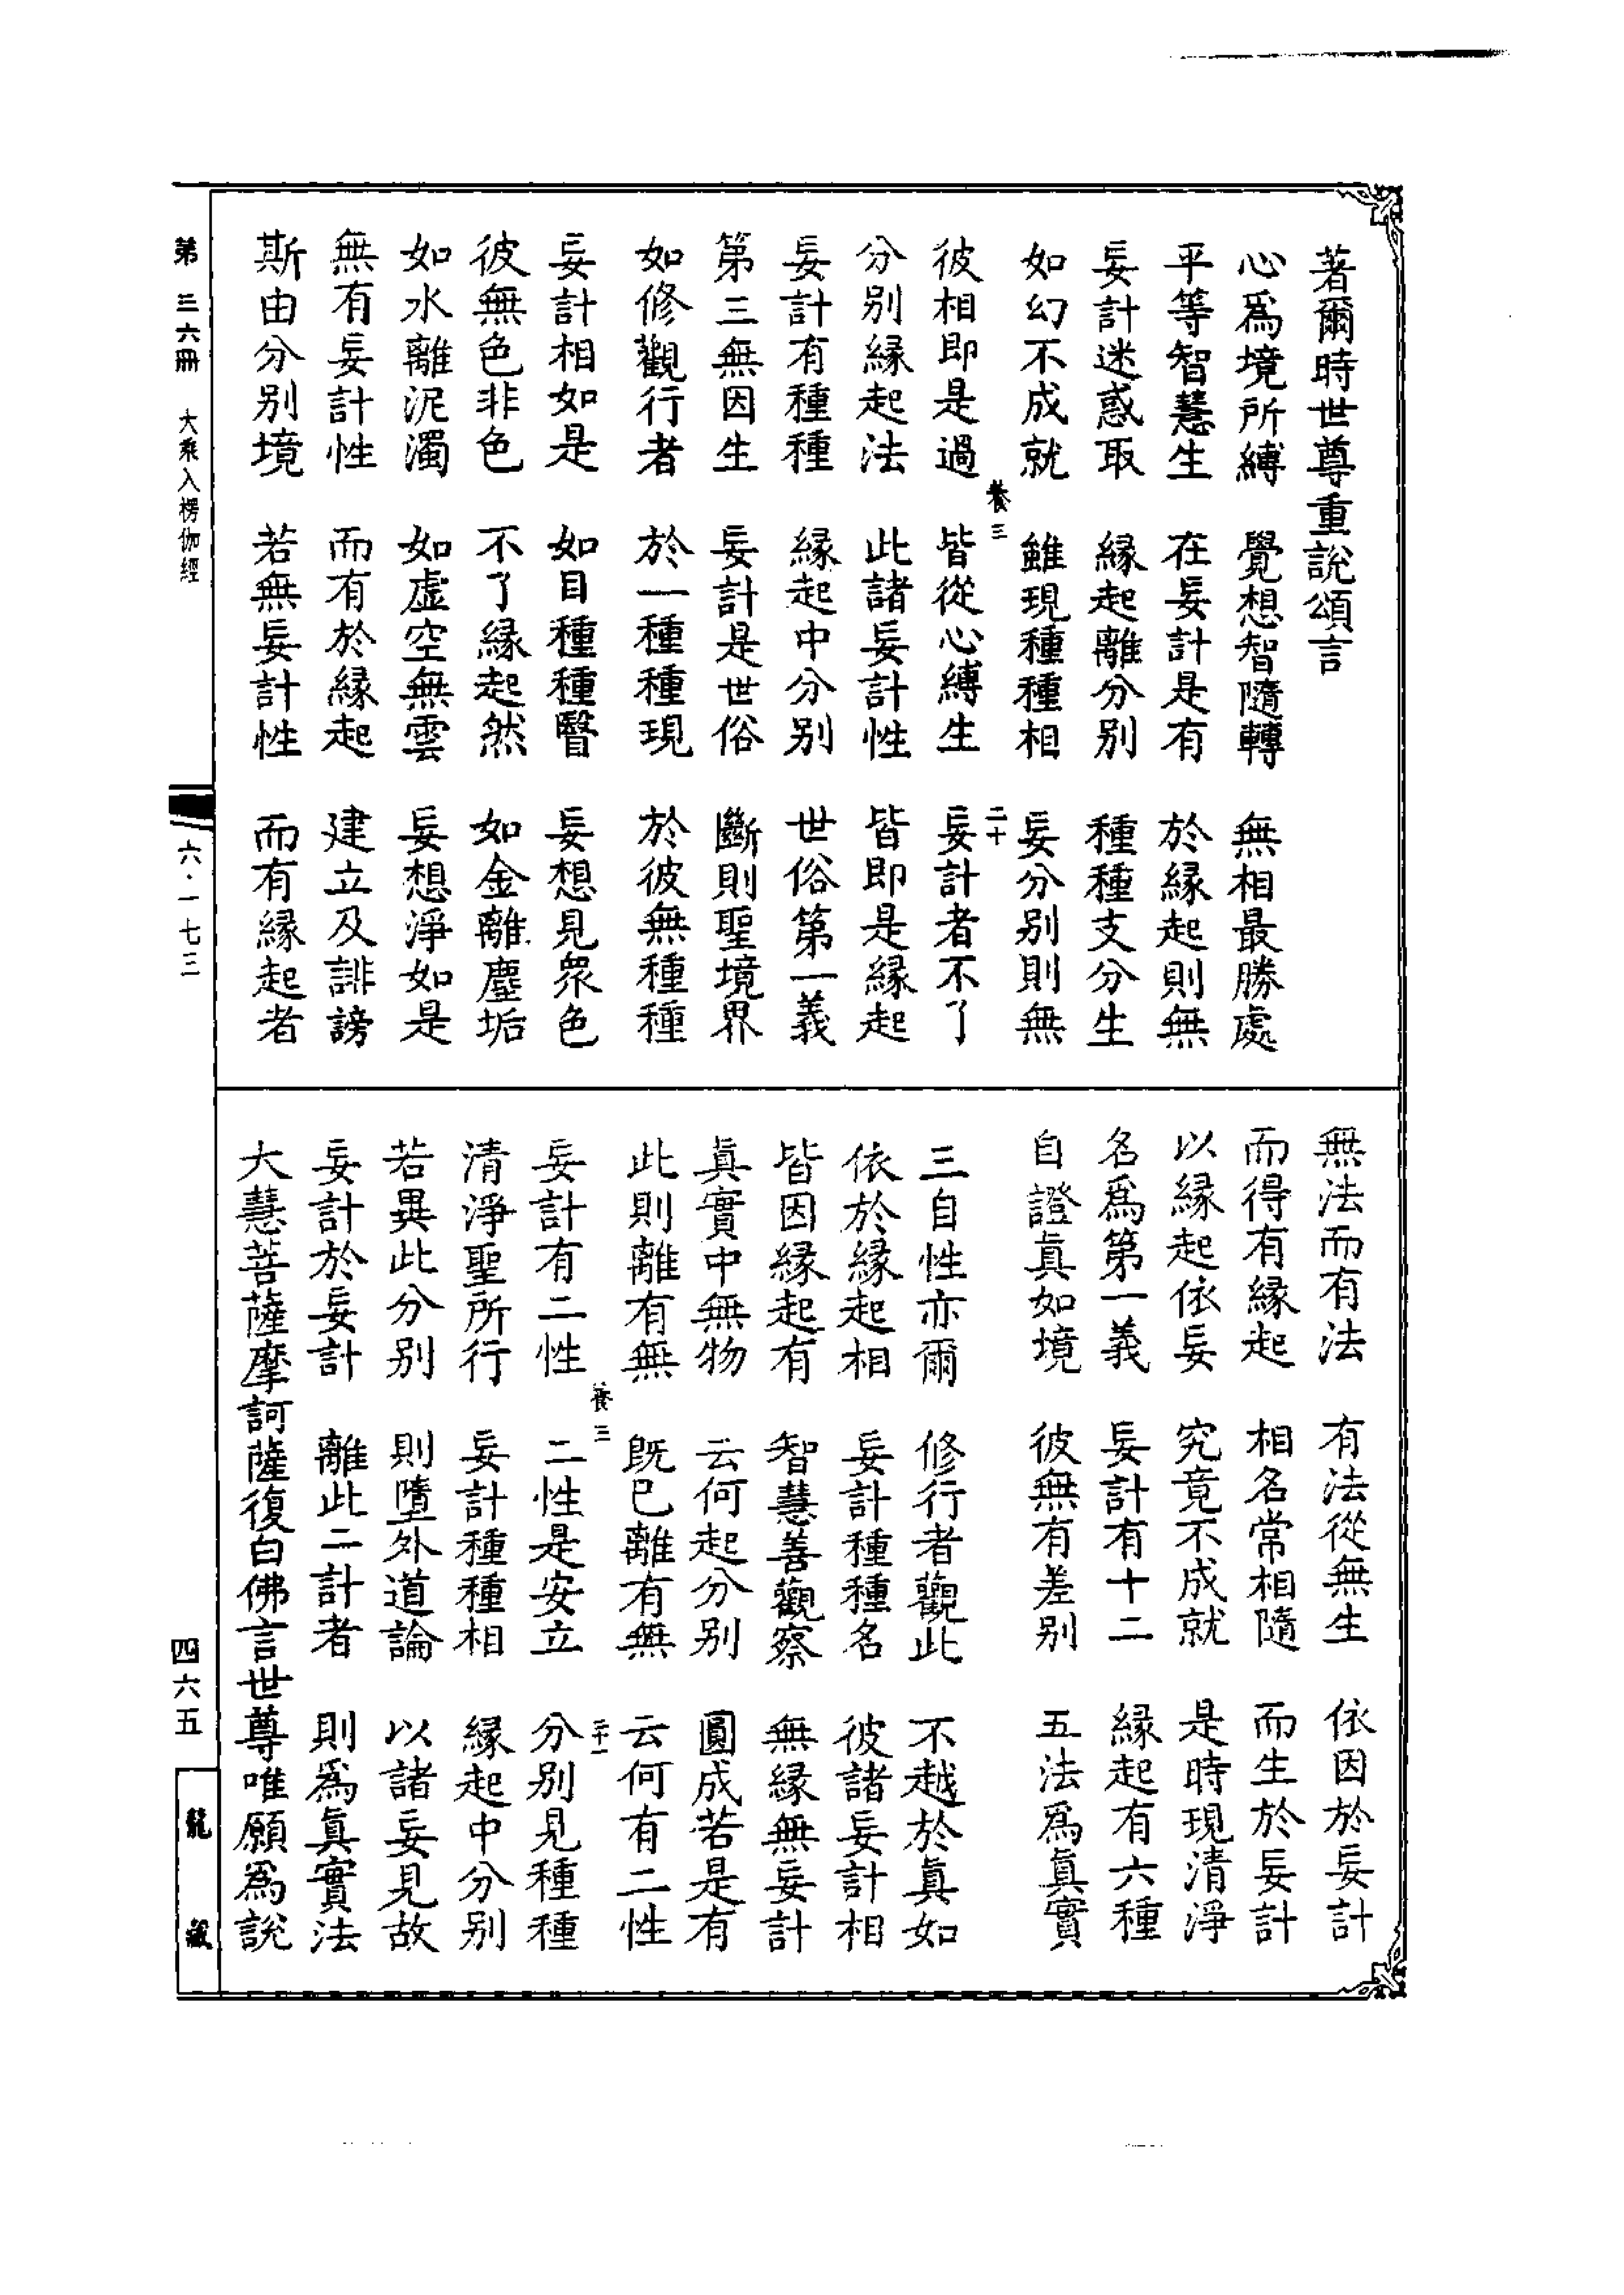 著爾時世尊重說頌言
心爲境所縛　覺想智隨轉　無相最勝處
平等智慧生　在妄計是有　於緣起則無
妄計迷惑取　緣起離分別　種種支分生
如幻不成就　雖現種種相　妄分別則無
養三　二十
彼相即是過　皆從心縛生　妄計者不了
分別緣起法　此諸妄計性　皆即是緣起
妄計有種種　緣起中分別　世俗第一義
第三無因生　妄計是世俗　斷則聖境界
如修觀行者　於一種種現　於彼無種種
妄計相如是　如目種種瞖　妄想見眾色
彼無色非色　不了緣起然　如金離塵垢
如水離泥濁　如虛空無雲　妄想淨如是
無有妄計性　而有於緣起　建立及誹謗
斯由分別境　若無妄計性　而有緣起者
無法而有法　有法從無生　依因於妄計
而得有緣起　相名常相隨　而生於妄計
以緣起依妄　究竟不成就　是時現清淨
名爲第一義　妄計有十二　緣起有六種
自證眞如境　彼無有差別　五法爲眞實
三自性亦爾　修行者觀此　不越於眞如
依於緣起相　妄計種種名　彼諸妄計相
皆因緣起有　智慧善觀察　無緣無妄計
眞實中無物　云何起分別　圓成若是有
此則離有無　既已離有無　云何有二性
養三　二十一
妄計有二性　二性是安立　分別見種種
清淨聖所行　妄計種種相　緣起中分別
若異此分別　則墮外道論　以諸妄見故
妄計於妄計　離此二計者　則爲眞實法
大慧菩薩摩訶薩復白佛言世尊唯願爲說
第三六冊　大乘入楞伽經　六·一七三　四六五　龍藏